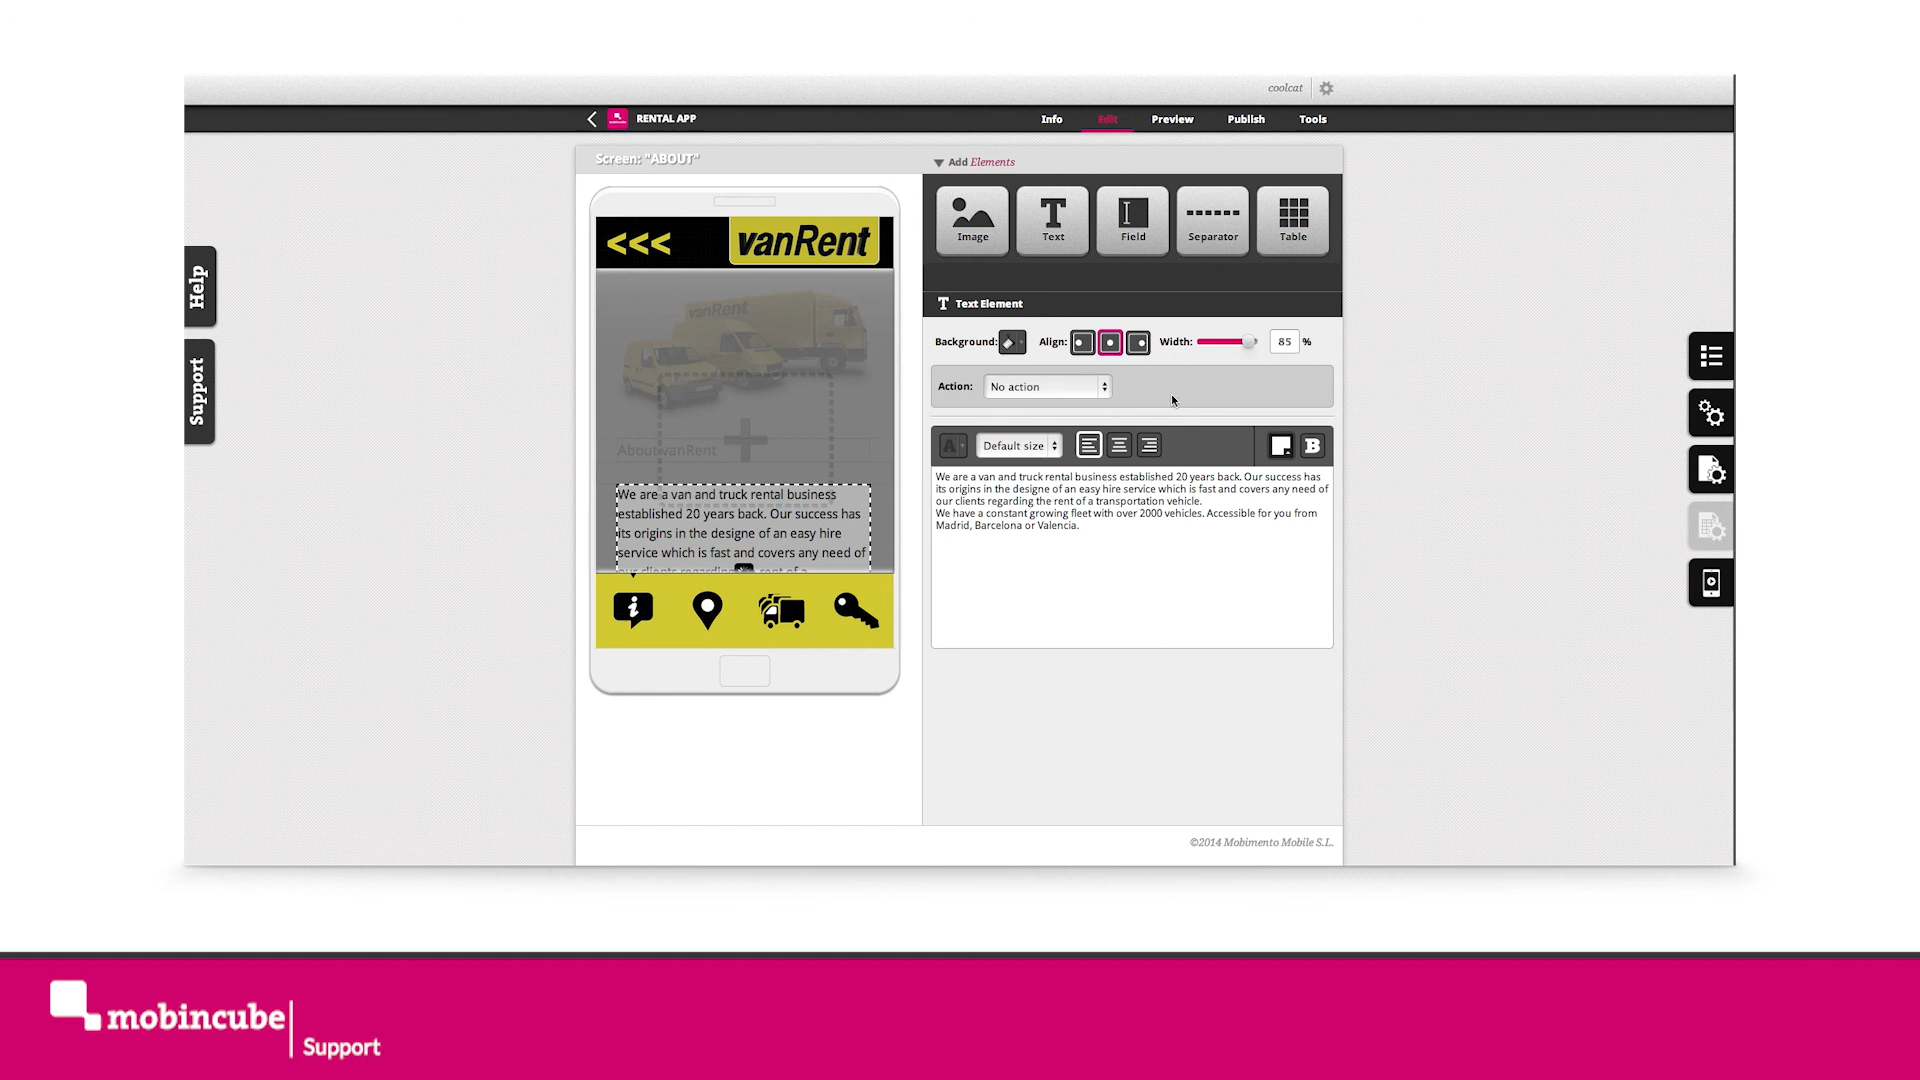 coolcat
RENTAL APP
Info
Edit
Preview
Publish
Tools
Screen: "ABOUT"
Add Elements
<<<
vanRent
vanRent
About vanRent
We are a van and truck rental business
established 20 years back. Our success has
its origins in the designe of an easy hire
service which is fast and covers any need of
our clients regarding
rent of a
Image
Text
Field
Separator
Table
T Text Element
Background:
Align:
Width:
85 %
Action:
No action
A
Default size
B
We are a van and truck rental business established 20 years back. Our success has
its origins in the designe of an easy hire service which is fast and covers any need of
our clients regarding the rent of a transportation vehicle.
We have a constant growing fleet with over 2000 vehicles. Accessible for you from
Madrid, Barcelona or Valencia.
Help
Support
©2014 Mobimento Mobile S.L.
mobincube
Support